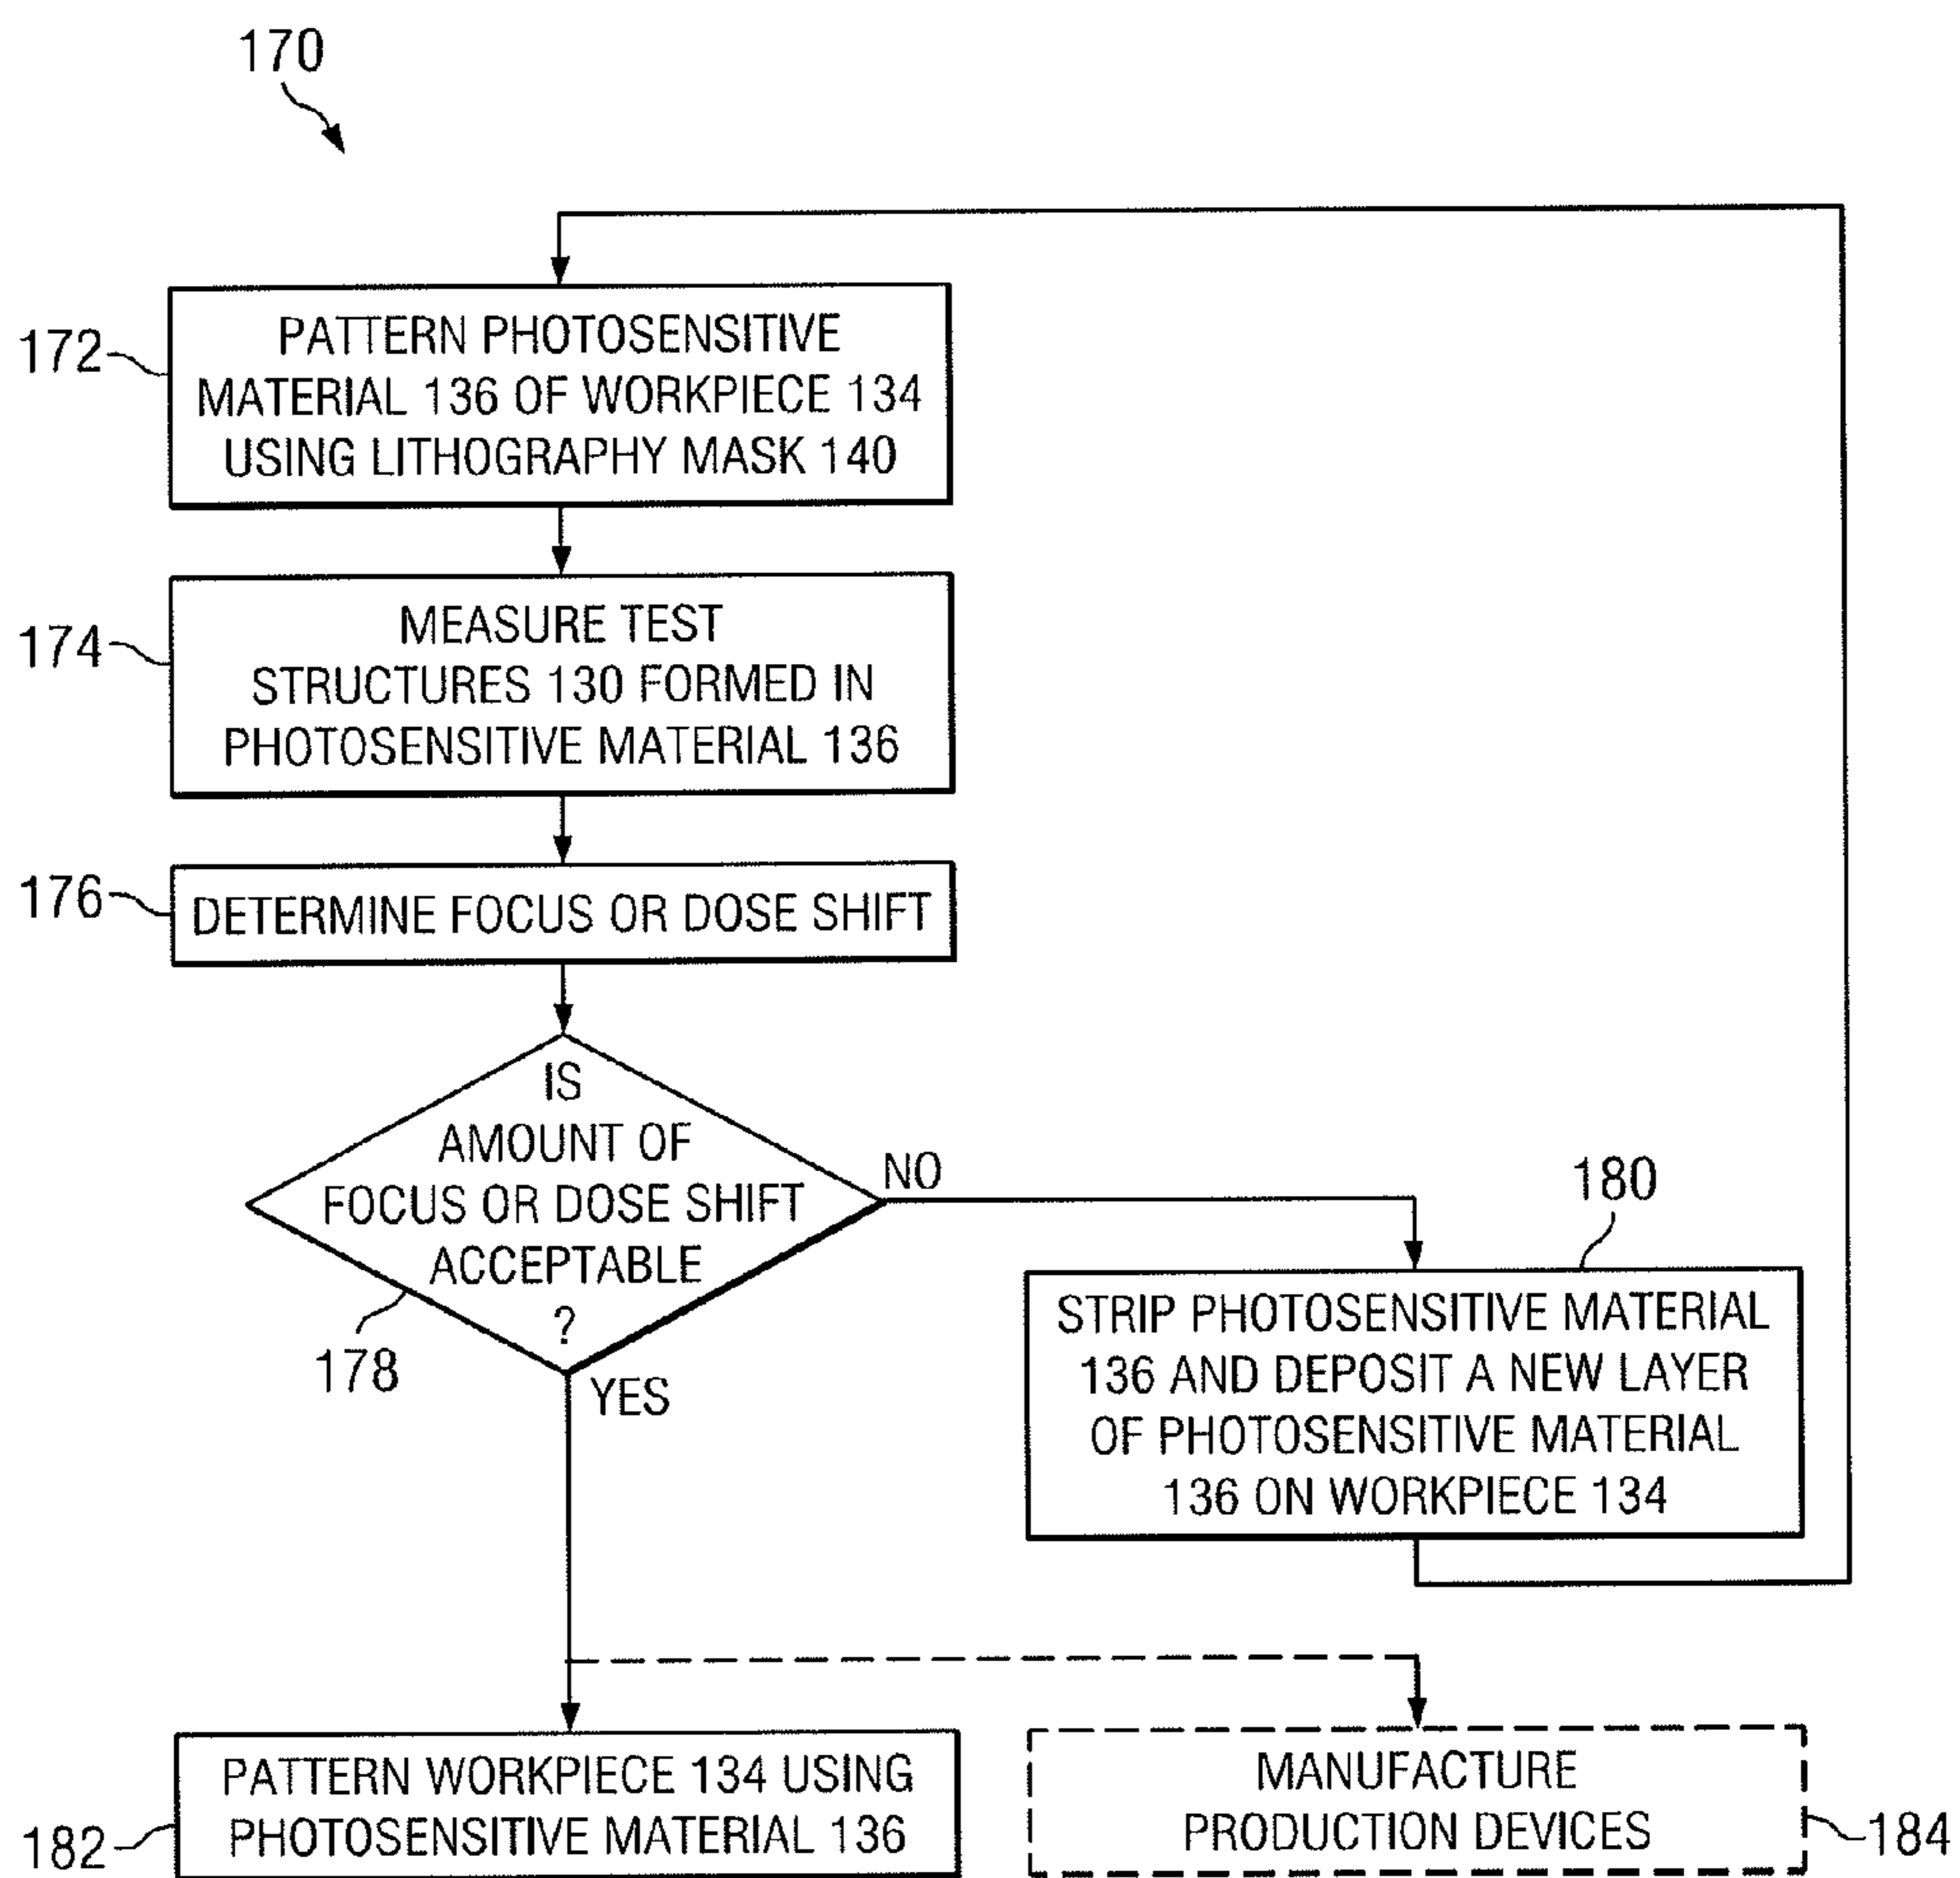 170
172
PATTERN PHOTOSENSITIVE
MATERIAL 136 OF WORKPIECE 134
USING LITHOGRAPHY MASK 140
174
MEASURE TEST
STRUCTURES 130 FORMED IN
PHOTOSENSITIVE MATERIAL 136
176
DETERMINE FOCUS OR DOSE SHIFT
IS
AMOUNT OF
FOCUS OR DOSE SHIFT
ACCEPTABLE
?
178
NO
YES
180
STRIP PHOTOSENSITIVE MATERIAL
136 AND DEPOSIT A NEW LAYER
OF PHOTOSENSITIVE MATERIAL
136 ON WORKPIECE 134
182
PATTERN WORKPIECE 134 USING
PHOTOSENSITIVE MATERIAL 136
MANUFACTURE
PRODUCTION DEVICES
184